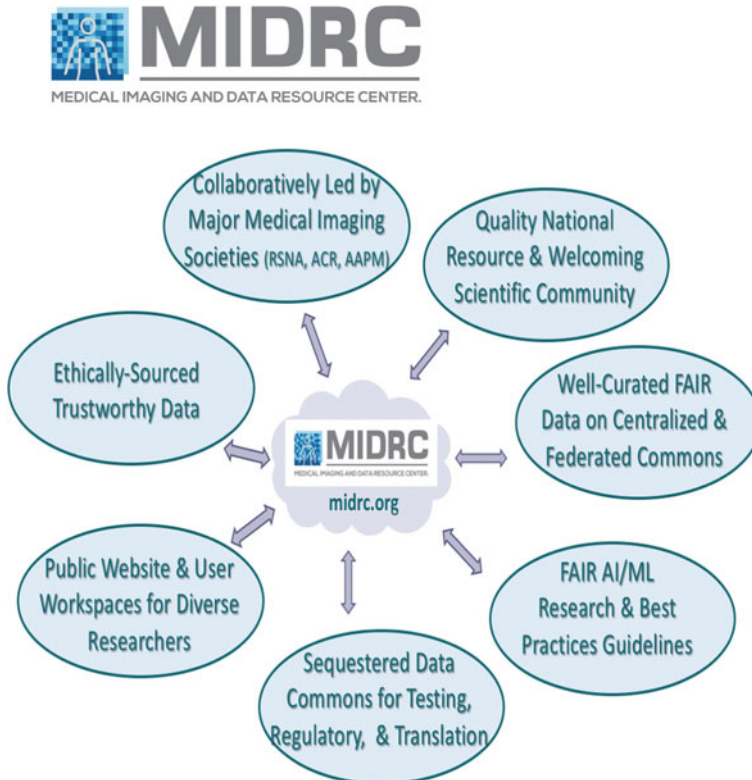 MIDRC
MEDICAL IMAGING AND DATA RESOURCE CENTER.
Collaboratively Led by
Major Medical Imaging
Societies (RSNA, ACR, AAPM)
Quality National
Resource & Welcoming
Scientific Community
Ethically-Sourced
Trustworthy Data
Well-Curated FAIR
Data on Centralized &
Federated Commons
MIDRC
MEDICAL IMAGING AND DATA RESOURCE CENTER.
midrc.org
Public Website & User
Workspaces for Diverse
Researchers
FAIR AI/ML
Research & Best
Practices Guidelines
Sequestered Data
Commons for Testing,
Regulatory, & Translation